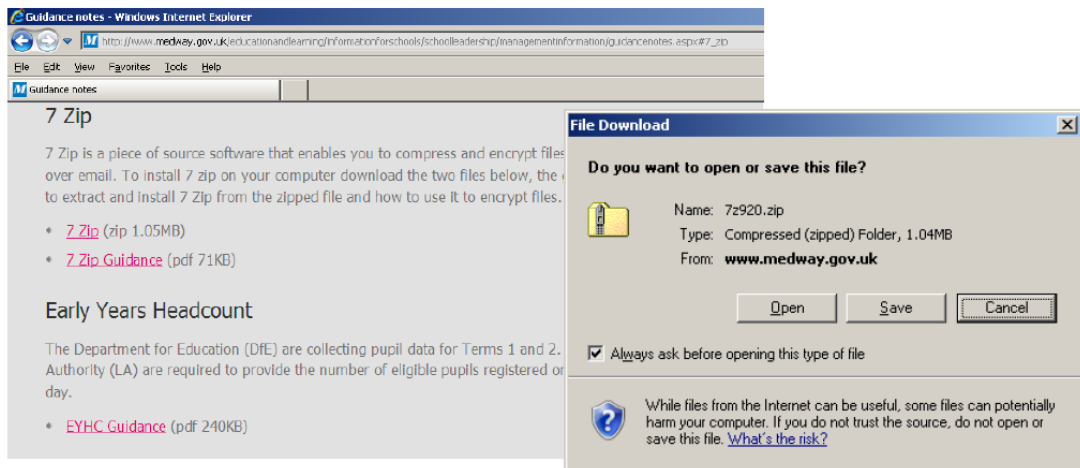 Guidance notes - Windows Internet Explorer
http://www.medway.gov.uk/educationandlearning/informationforschools/schoolleadership/managementinformation/guidancenotes.aspx#7_zip
File Edit View Favorites Tools Help
Guidance notes
7 Zip
7 Zip is a piece of source software that enables you to compress and encrypt files
over email. To install 7 zip on your computer download the two files below, the
to extract and install 7 Zip from the zipped file and how to use it to encrypt files.
• 7 Zip (zip 1.05MB)
• 7 Zip Guidance (pdf 71KB)
Early Years Headcount
The Department for Education (DfE) are collecting pupil data for Terms 1 and 2.
Authority (LA) are required to provide the number of eligible pupils registered or
day.
• EYHC Guidance (pdf 240KB)
File Download
Do you want to open or save this file?
Name: 7z920.zip
Type: Compressed (zipped) Folder, 1.04MB
From: www.medway.gov.uk
Open Save Cancel
Always ask before opening this type of file
While files from the Internet can be useful, some files can potentially
harm your computer. If you do not trust the source, do not open or
save this file. What's the risk?